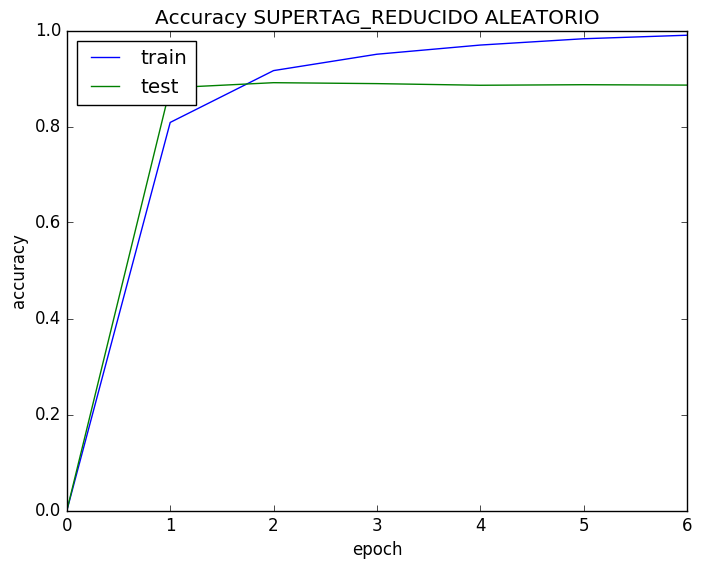 Accuracy SUPERTAG_REDUCIDO ALEATORIO
train
test
1.0
0.8
0.6
0.4
0.2
0.0
accuracy
0 1 2 3 4 5 6
epoch